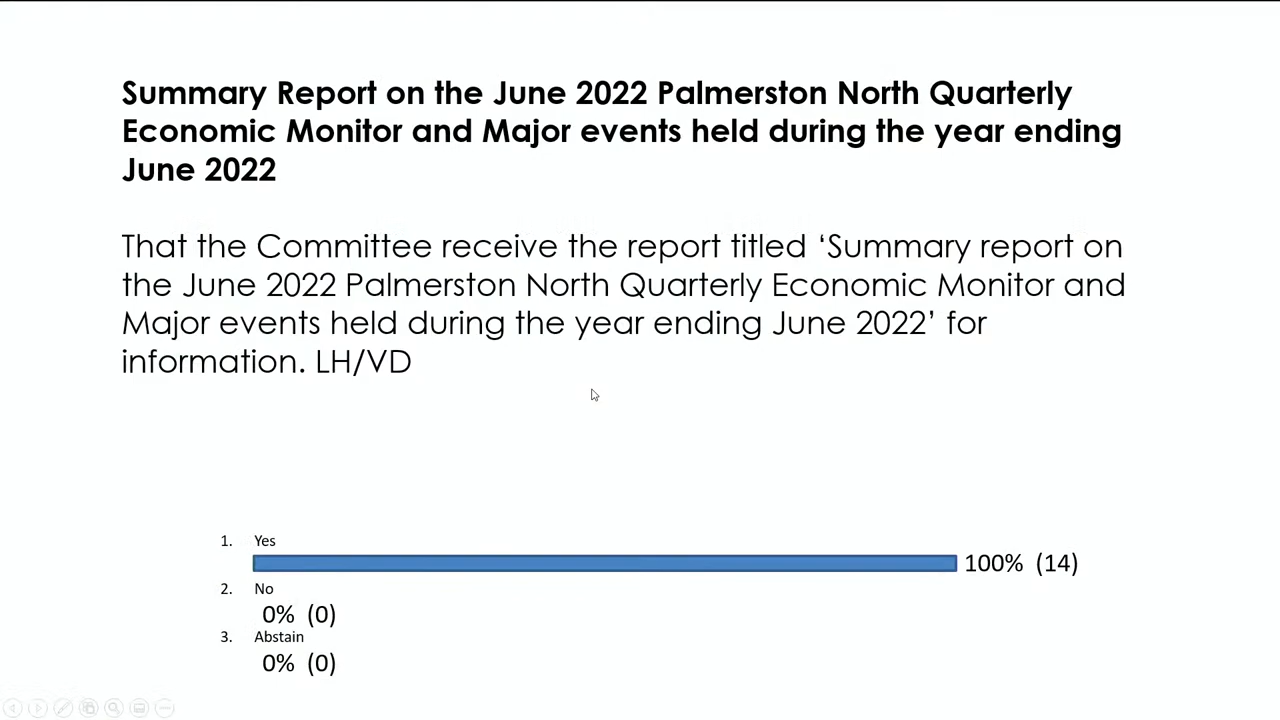 Summary Report on the June 2022 Palmerston North Quarterly
Economic Monitor and Major events held during the year ending
June 2022
That the Committee receive the report titled ‘Summary report on
the June 2022 Palmerston North Quarterly Economic Monitor and
Major events held during the year ending June 2022’ for
information. LH/VD
1. Yes
100% (14)
2. No
0% (0)
3. Abstain
0% (0)